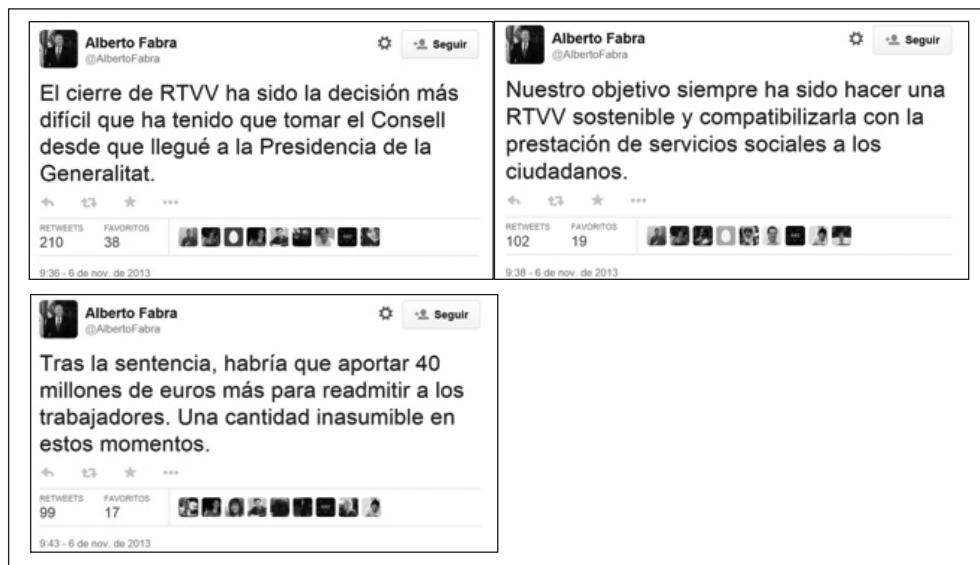 Alberto Fabra
@AlbertoFabra
Seguir
El cierre de RTVV ha sido la decisión más
difícil que ha tenido que tomar el Consell
desde que llegué a la Presidencia de la
Generalitat.
RETWEETS FAVORITOS
210 38
9:36 - 6 de nov. de 2013
Alberto Fabra
@AlbertoFabra
Seguir
Nuestro objetivo siempre ha sido hacer una
RTVV sostenible y compatibilizarla con la
prestación de servicios sociales a los
ciudadanos.
RETWEETS FAVORITOS
102 19
9:38 - 6 de nov. de 2013
Alberto Fabra
@AlbertoFabra
Seguir
Tras la sentencia, habría que aportar 40
millones de euros más para readmitir a los
trabajadores. Una cantidad inasumible en
estos momentos.
RETWEETS FAVORITOS
99 17
9:43 - 6 de nov. de 2013